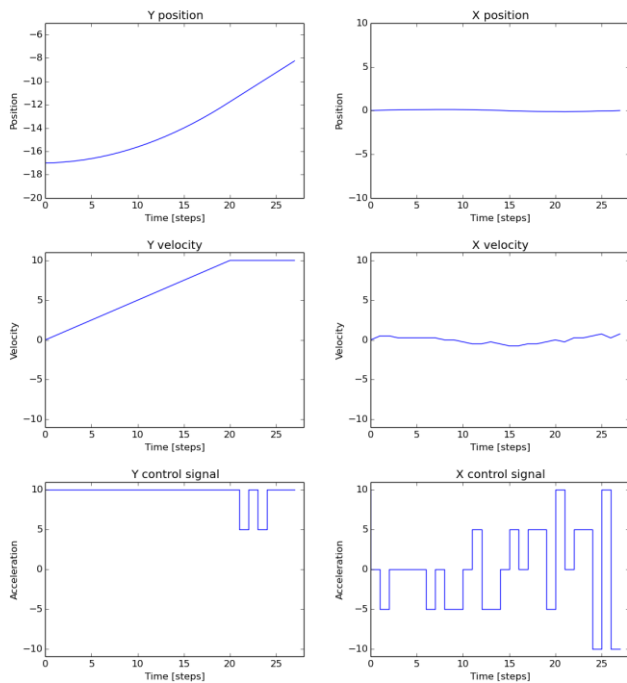 Y position
−6
−8
−10
−12
−14
−16
−18
−20
Position
0 5 10 15 20 25
Time [steps]
X position
10
5
0
−5
−10
Position
0 5 10 15 20 25
Time [steps]
Y velocity
10
5
0
−5
−10
Velocity
0 5 10 15 20 25
Time [steps]
X velocity
10
5
0
−5
−10
Velocity
0 5 10 15 20 25
Time [steps]
Y control signal
10
5
0
−5
−10
Acceleration
0 5 10 15 20 25
Time [steps]
X control signal
10
5
0
−5
−10
Acceleration
0 5 10 15 20 25
Time [steps]